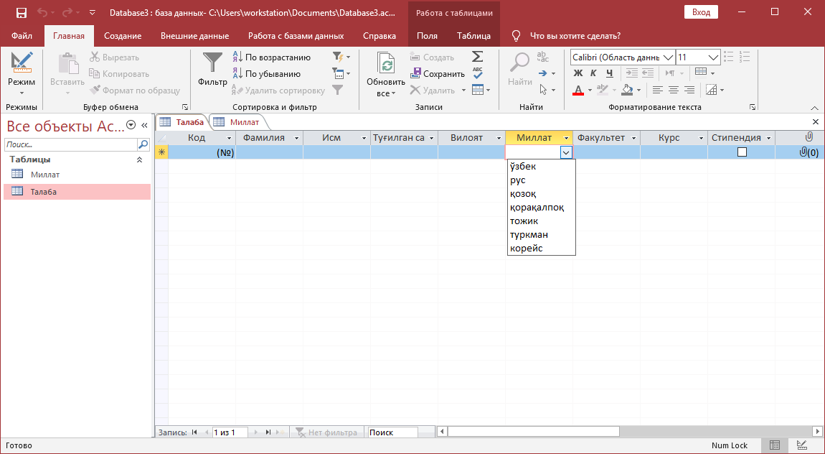 Database3 : база данных- C:\Users\workstation\Documents\Database3.ac...
Работа с таблицами
Вход
Файл Главная Создание Внешние данные Работа с базами данных Справка Поля Таблица Что вы хотите сделать?
Режим
Режимы
Вставить
Вырезать
Копировать
Формат по образцу
Буфер обмена
Фильтр
По возрастанию
По убыванию
Удалить сортировку
Сортировка и фильтр
Обновить все
Создать
Сохранить
Удалить
Записи
Найти
Найти
Calibri (Область даннь 11
Ж К Ч
Форматирование текста
Все объекты Ac...
Поиск...
Таблицы
Миллат
Талаба
Талаба Миллат
Код Фамилия Исм Туғилган са Вилоят Миллат Факультет Курс Стипендия
(№) (0)
ўзбек
рус
қозоқ
қорақалпоқ
тожик
туркман
корейс
Запись: 1 из 1 Нет фильтра Поиск
Готово
Num Lock